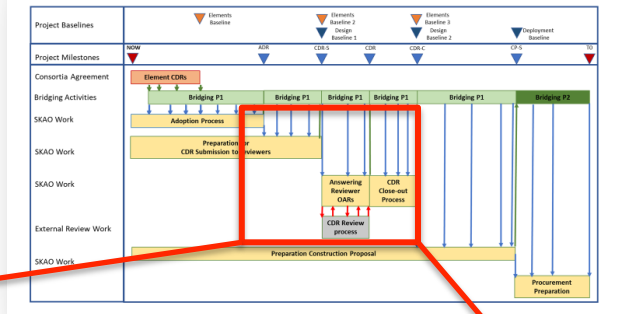 Project Baselines
Elements
Baseline
Elements
Baseline 2
Design
Baseline 1
Elements
Baseline 3
Design
Baseline 2
Deployment
Baseline
Project Milestones
NOW
ADR
CDR-S
CDR
CDR-C
CP-S
T0
Consortia Agreement
Element CDRs
Bridging Activities
Bridging P1
Bridging P1
Bridging P1
Bridging P1
Bridging P1
Bridging P2
SKAO Work
Adoption Process
SKAO Work
Preparation for
CDR Submission to reviewers
SKAO Work
Answering
Reviewer
OARs
CDR
Close-out
Process
External Review Work
CDR Review
process
SKAO Work
Preparation Construction Proposal
Procurement
Preparation